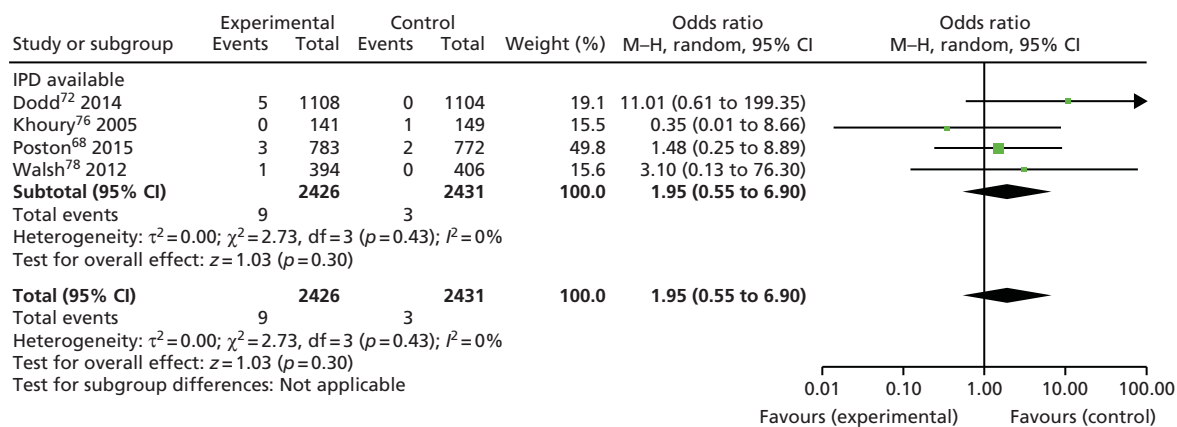 Experimental Control Odds ratio Odds ratio
Study or subgroup Events Total Events Total Weight (%) M–H, random, 95% CI M–H, random, 95% CI
IPD available
Dodd⁷² 2014 5 1108 0 1104 19.1 11.01 (0.61 to 199.35)
Khoury⁷⁶ 2005 0 141 1 149 15.5 0.35 (0.01 to 8.66)
Poston⁶⁸ 2015 3 783 2 772 49.8 1.48 (0.25 to 8.89)
Walsh⁷⁸ 2012 1 394 0 406 15.6 3.10 (0.13 to 76.30)
Subtotal (95% CI) 2426 2431 100.0 1.95 (0.55 to 6.90)
Total events 9 3
Heterogeneity: τ²=0.00; χ²=2.73, df=3 (p=0.43); I²=0%
Test for overall effect: z=1.03 (p=0.30)
Total (95% CI) 2426 2431 100.0 1.95 (0.55 to 6.90)
Total events 9 3
Heterogeneity: τ²=0.00; χ²=2.73, df=3 (p=0.43); I²=0%
Test for overall effect: z=1.03 (p=0.30)
Test for subgroup differences: Not applicable
0.01 0.10 1.00 10.00 100.00
Favours (experimental) Favours (control)